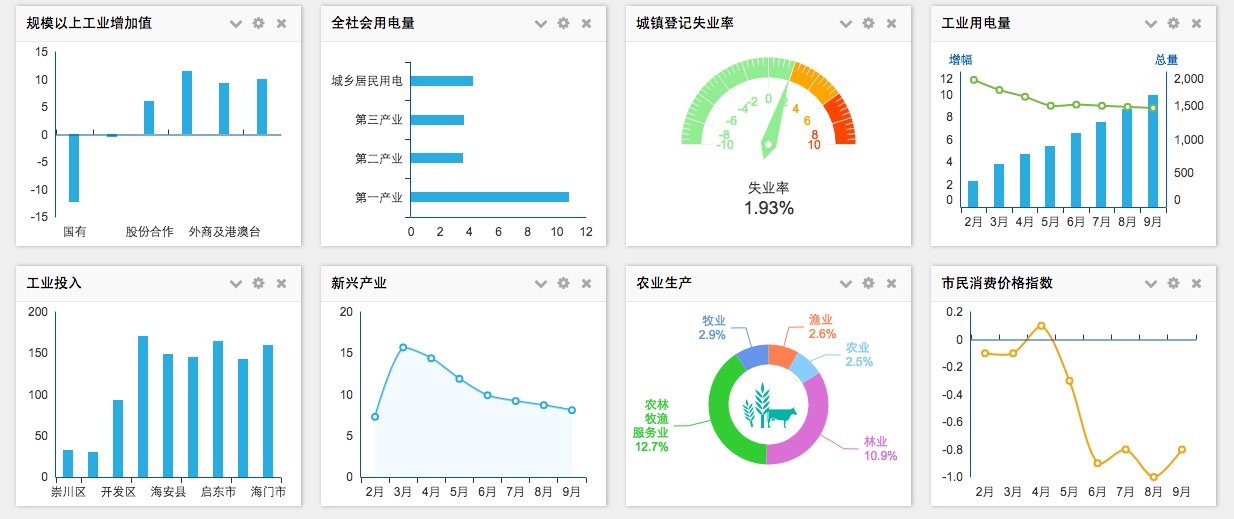 规模以上工业增加值
15
10
5
0
-5
-10
-15
国有
股份合作
外商及港澳台
全社会用电量
城乡居民用电
第三产业
第二产业
第一产业
0 2 4 6 8 10 12
城镇登记失业率
-10
-8
-6
-4
-2
0
2
4
6
8
10
失业率
1.93%
工业用电量
增幅
总量
12
10
8
6
4
2
0
2,000
1,500
1,000
500
0
2月 3月 4月 5月 6月 7月 8月 9月
工业投入
200
150
100
50
0
崇川区 开发区 海安县 启东市 海门市
新兴产业
20
15
10
5
0
2月 3月 4月 5月 6月 7月 8月 9月
农业生产
牧业
2.9%
渔业
2.6%
农业
2.5%
农林
牧渔
服务业
12.7%
林业
10.9%
市民消费价格指数
0.2
0
-0.2
-0.4
-0.6
-0.8
-1.0
2月 3月 4月 5月 6月 7月 8月 9月